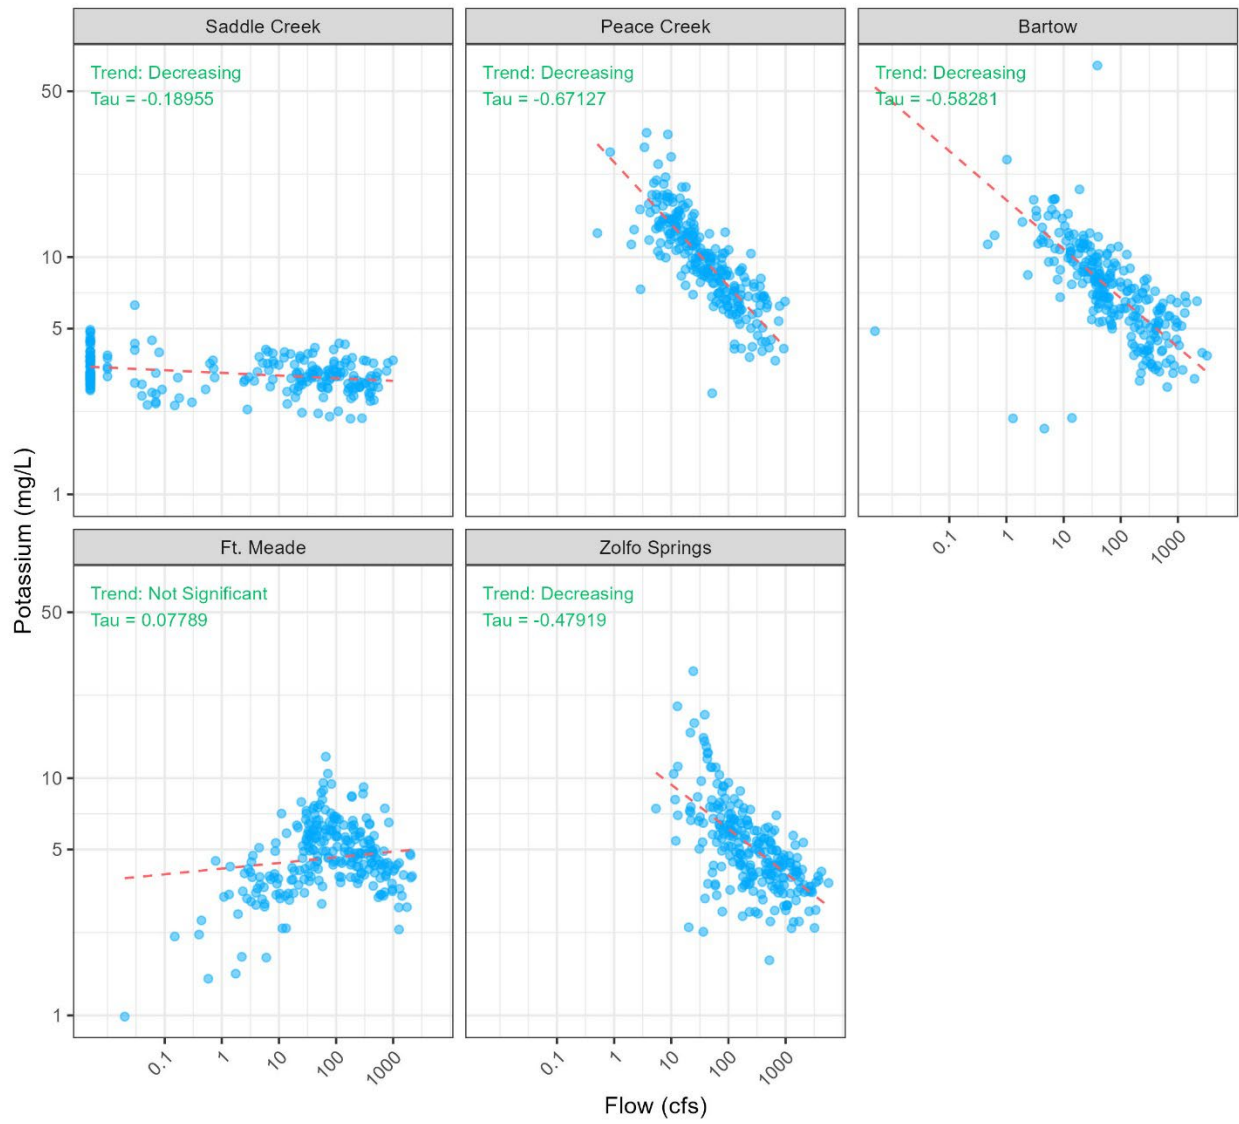 Saddle Creek
Peace Creek
Bartow
Trend: Decreasing
Tau = -0.18955
Trend: Decreasing
Tau = -0.67127
Trend: Decreasing
Tau = -0.58281
50
10
5
1
0.1
1
10
100
1000
Potassium (mg/L)
Ft. Meade
Zolfo Springs
Trend: Not Significant
Tau = 0.07789
Trend: Decreasing
Tau = -0.47919
50
10
5
1
0.1
1
10
100
1000
0.1
1
10
100
1000
Flow (cfs)